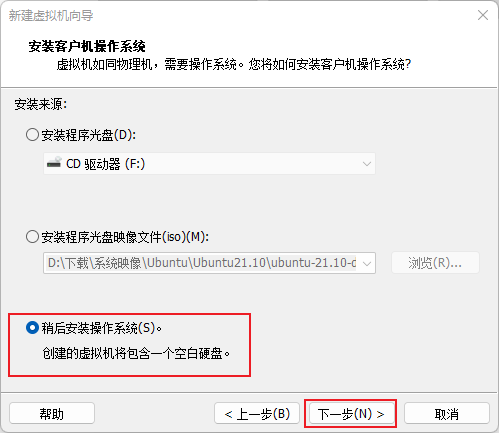 新建虚拟机向导
安装客户机操作系统
虚拟机如同物理机，需要操作系统。您将如何安装客户机操作系统?
安装来源:
安装程序光盘(D):
CD 驱动器 (F:)
安装程序光盘映像文件(iso)(M):
D:\下载\系统映像\Ubuntu\Ubuntu21.10\ubuntu-21.10-d
浏览(R)...
稍后安装操作系统(S)。
创建的虚拟机将包含一个空白硬盘。
帮助
< 上一步(B)
下一步(N) >
取消